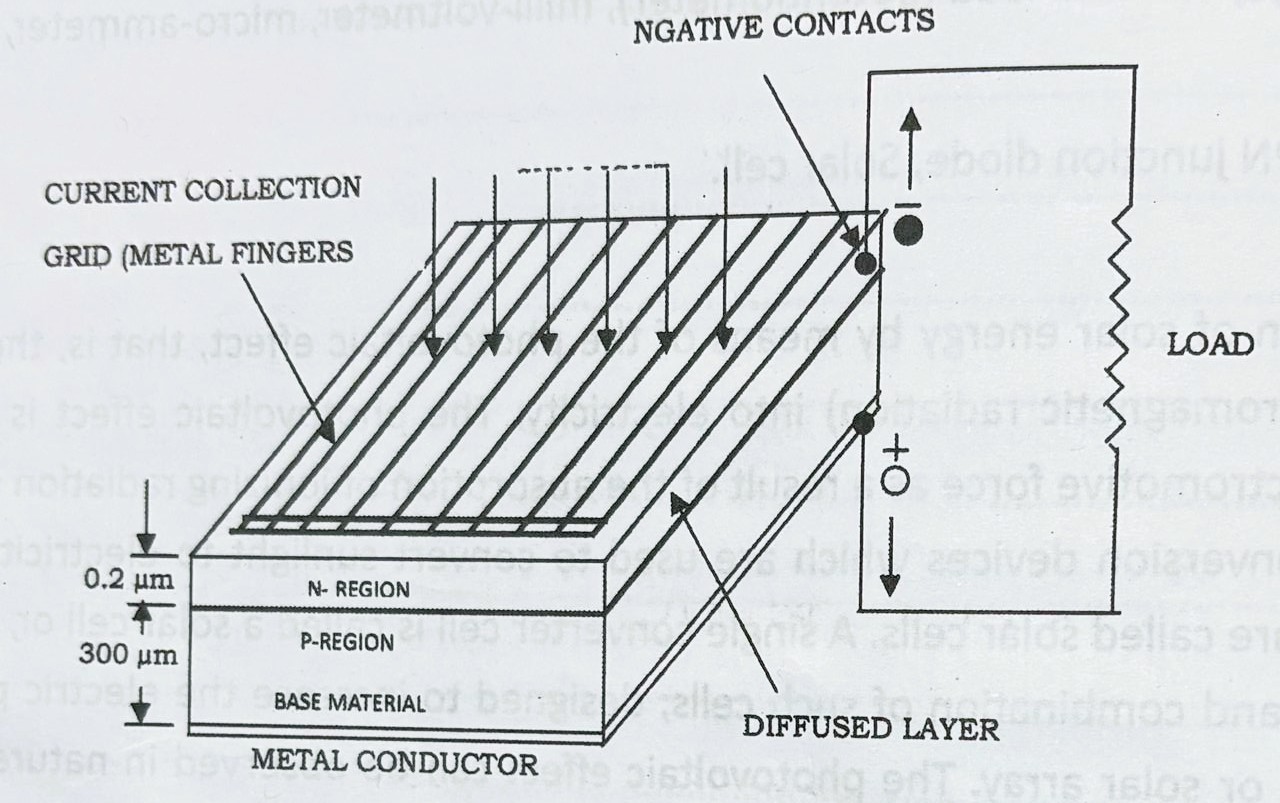 NGATIVE CONTACTS
CURRENT COLLECTION
GRID (METAL FINGERS
−
LOAD
+
0.2 µm
N- REGION
P-REGION
300 µm
BASE MATERIAL
DIFFUSED LAYER
METAL CONDUCTOR